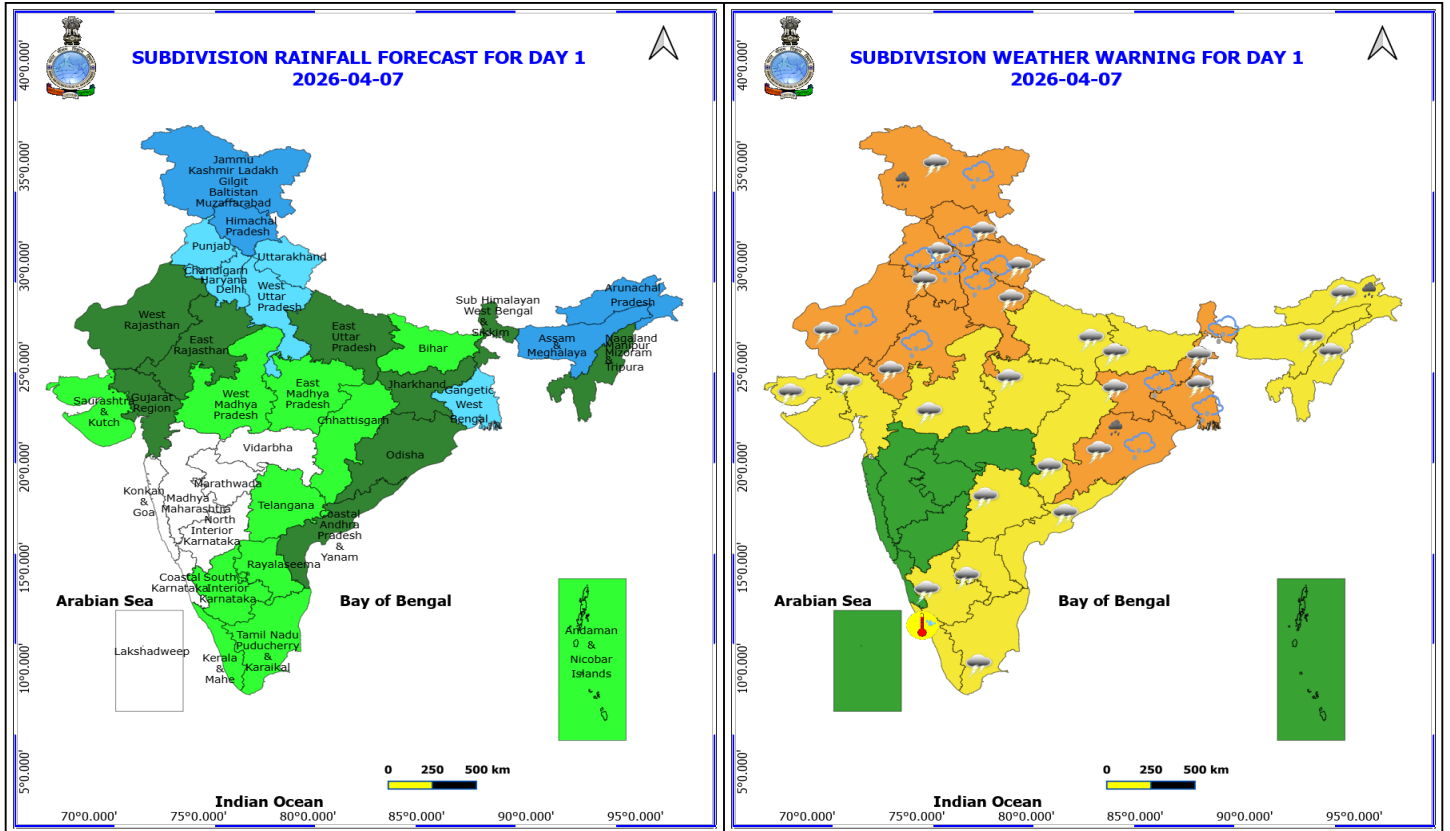 SUBDIVISION RAINFALL FORECAST FOR DAY 1
2026-04-07
40°0.000'
35°0.000'
30°0.000'
25°0.000'
20°0.000'
15°0.000'
10°0.000'
5°0.000'
Jammu
Kashmir Ladakh
Gilgit
Baltistan
Muzaffarabad
Himachal
Pradesh
Punjab
Uttarakhand
Chandigarh
Haryana
Delhi
West
Uttar
Pradesh
West
Rajasthan
East
Rajasthan
East
Uttar
Pradesh
Bihar
Sub Himalayan
West Bengal
&
Sikkim
Arunachal
Pradesh
Assam
&
Meghalaya
Nagaland
Manipur
Mizoram
&
Tripura
Saurashtra
&
Kutch
Gujarat
Region
West
Madhya
Pradesh
East
Madhya
Pradesh
Jharkhand
Gangetic
West
Bengal
Chhattisgarh
Odisha
Vidarbha
Konkan
&
Goa
Marathwada
Madhya
Maharashtra
North
Interior
Karnataka
Telangana
Coastal
Andhra
Pradesh
&
Yanam
Rayalaseema
Coastal
Karnataka
South
Interior
Karnataka
Tamil Nadu
Puducherry
&
Karaikal
Kerala
&
Mahe
Arabian Sea
Bay of Bengal
Lakshadweep
Andaman
&
Nicobar
Islands
0 250 500 km
Indian Ocean
70°0.000' 75°0.000' 80°0.000' 85°0.000' 90°0.000' 95°0.000'
SUBDIVISION WEATHER WARNING FOR DAY 1
2026-04-07
40°0.000'
35°0.000'
30°0.000'
25°0.000'
20°0.000'
15°0.000'
10°0.000'
5°0.000'
Arabian Sea
Bay of Bengal
0 250 500 km
Indian Ocean
70°0.000' 75°0.000' 80°0.000' 85°0.000' 90°0.000' 95°0.000'